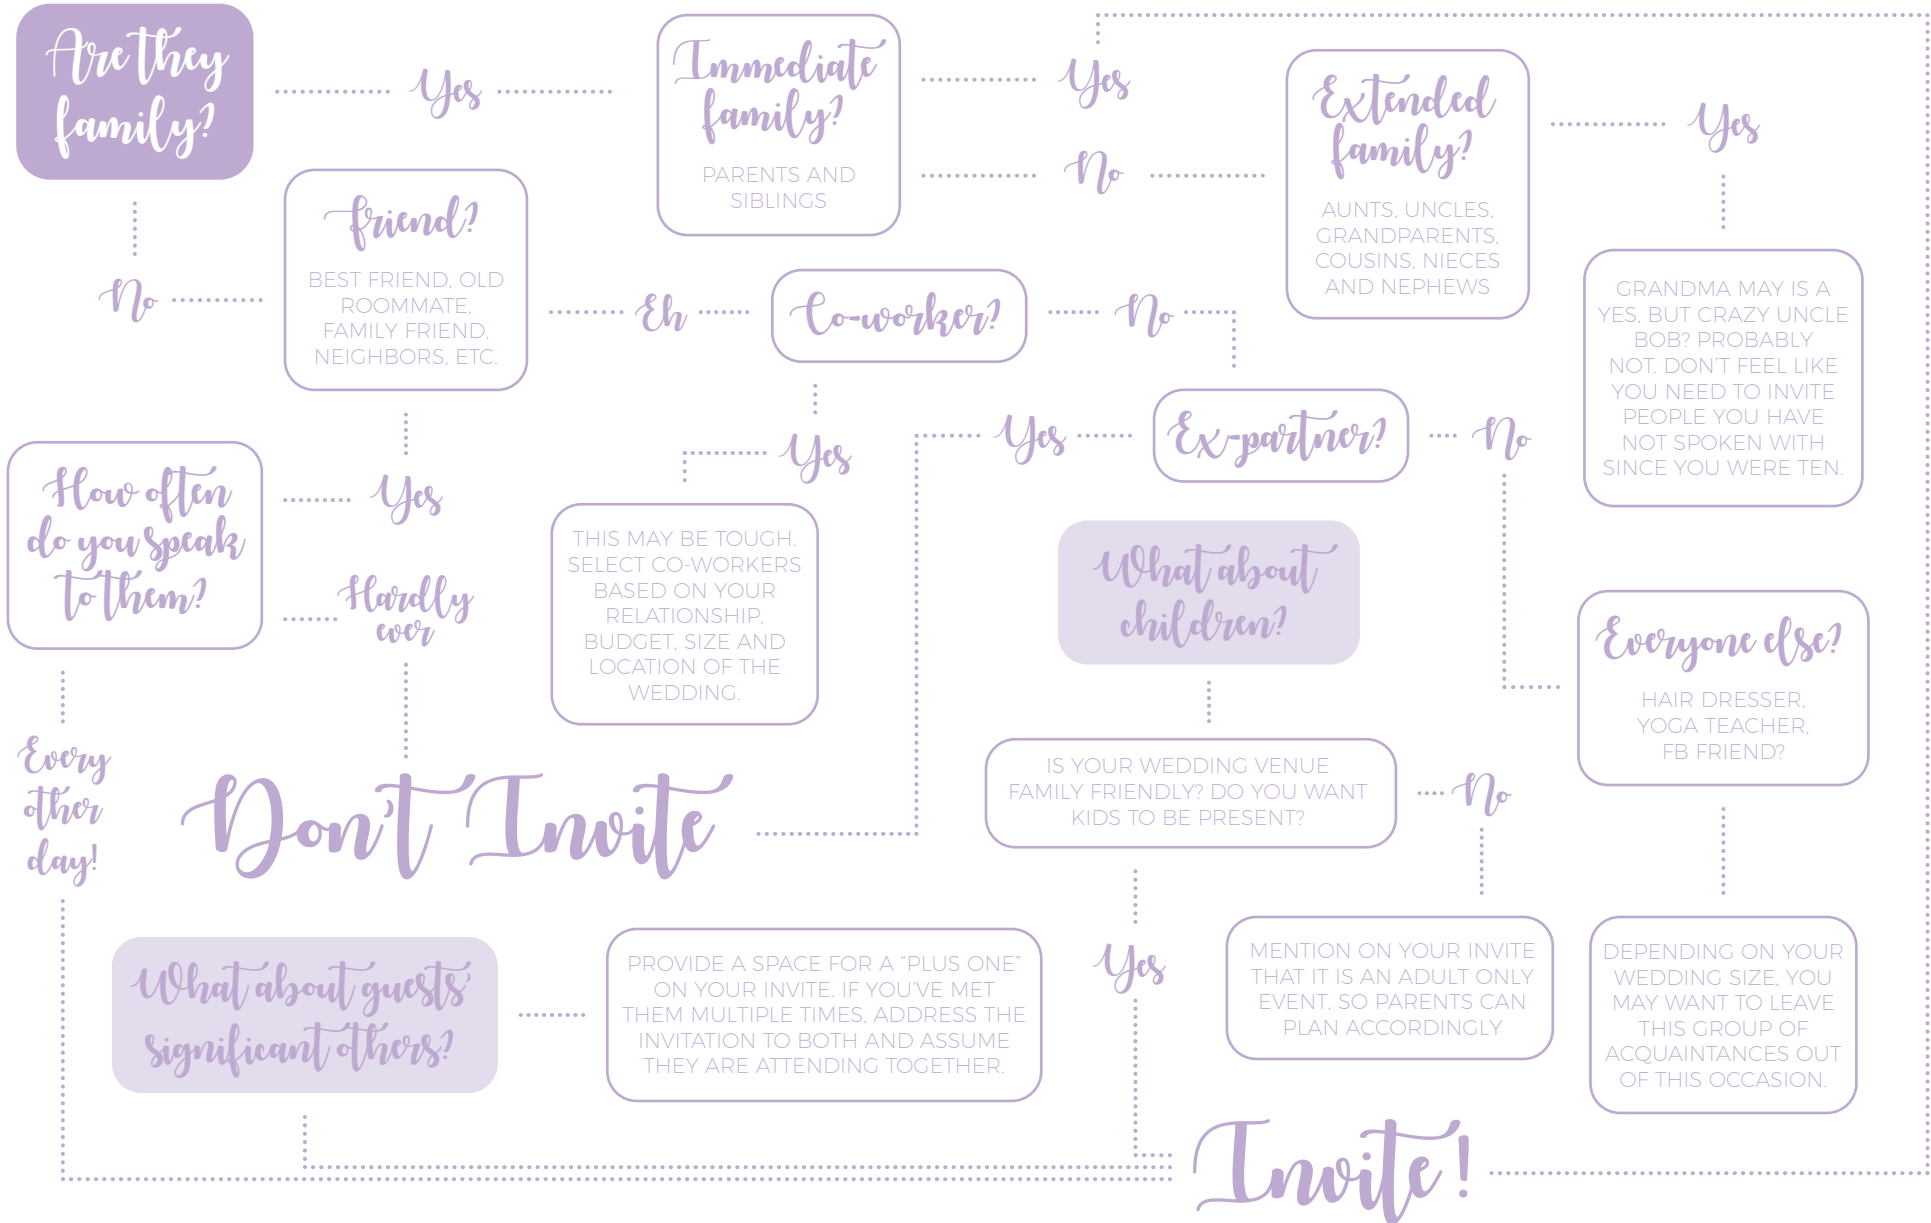 Are they
family?
Yes
Immediate
family?
PARENTS AND
SIBLINGS
Yes
No
Extended
family?
AUNTS, UNCLES,
GRANDPARENTS,
COUSINS, NIECES
AND NEPHEWS
Yes
GRANDMA MAY IS A
YES, BUT CRAZY UNCLE
BOB? PROBABLY
NOT. DON'T FEEL LIKE
YOU NEED TO INVITE
PEOPLE YOU HAVE
NOT SPOKEN WITH
SINCE YOU WERE TEN.
No
friend?
BEST FRIEND, OLD
ROOMMATE,
FAMILY FRIEND,
NEIGHBORS, ETC.
Eh
Co-worker?
No
Yes
THIS MAY BE TOUGH.
SELECT CO-WORKERS
BASED ON YOUR
RELATIONSHIP,
BUDGET, SIZE AND
LOCATION OF THE
WEDDING.
Yes
Ex-partner?
No
How often
do you speak
to them?
Yes
Hardly
ever
Every
other
day!
Don't Invite
What about
children?
IS YOUR WEDDING VENUE
FAMILY FRIENDLY? DO YOU WANT
KIDS TO BE PRESENT?
No
Yes
MENTION ON YOUR INVITE
THAT IT IS AN ADULT ONLY
EVENT, SO PARENTS CAN
PLAN ACCORDINGLY
Everyone else?
HAIR DRESSER,
YOGA TEACHER,
FB FRIEND?
DEPENDING ON YOUR
WEDDING SIZE, YOU
MAY WANT TO LEAVE
THIS GROUP OF
ACQUAINTANCES OUT
OF THIS OCCASION.
What about guests'
significant others?
PROVIDE A SPACE FOR A "PLUS ONE"
ON YOUR INVITE. IF YOU'VE MET
THEM MULTIPLE TIMES, ADDRESS THE
INVITATION TO BOTH AND ASSUME
THEY ARE ATTENDING TOGETHER.
Invite!